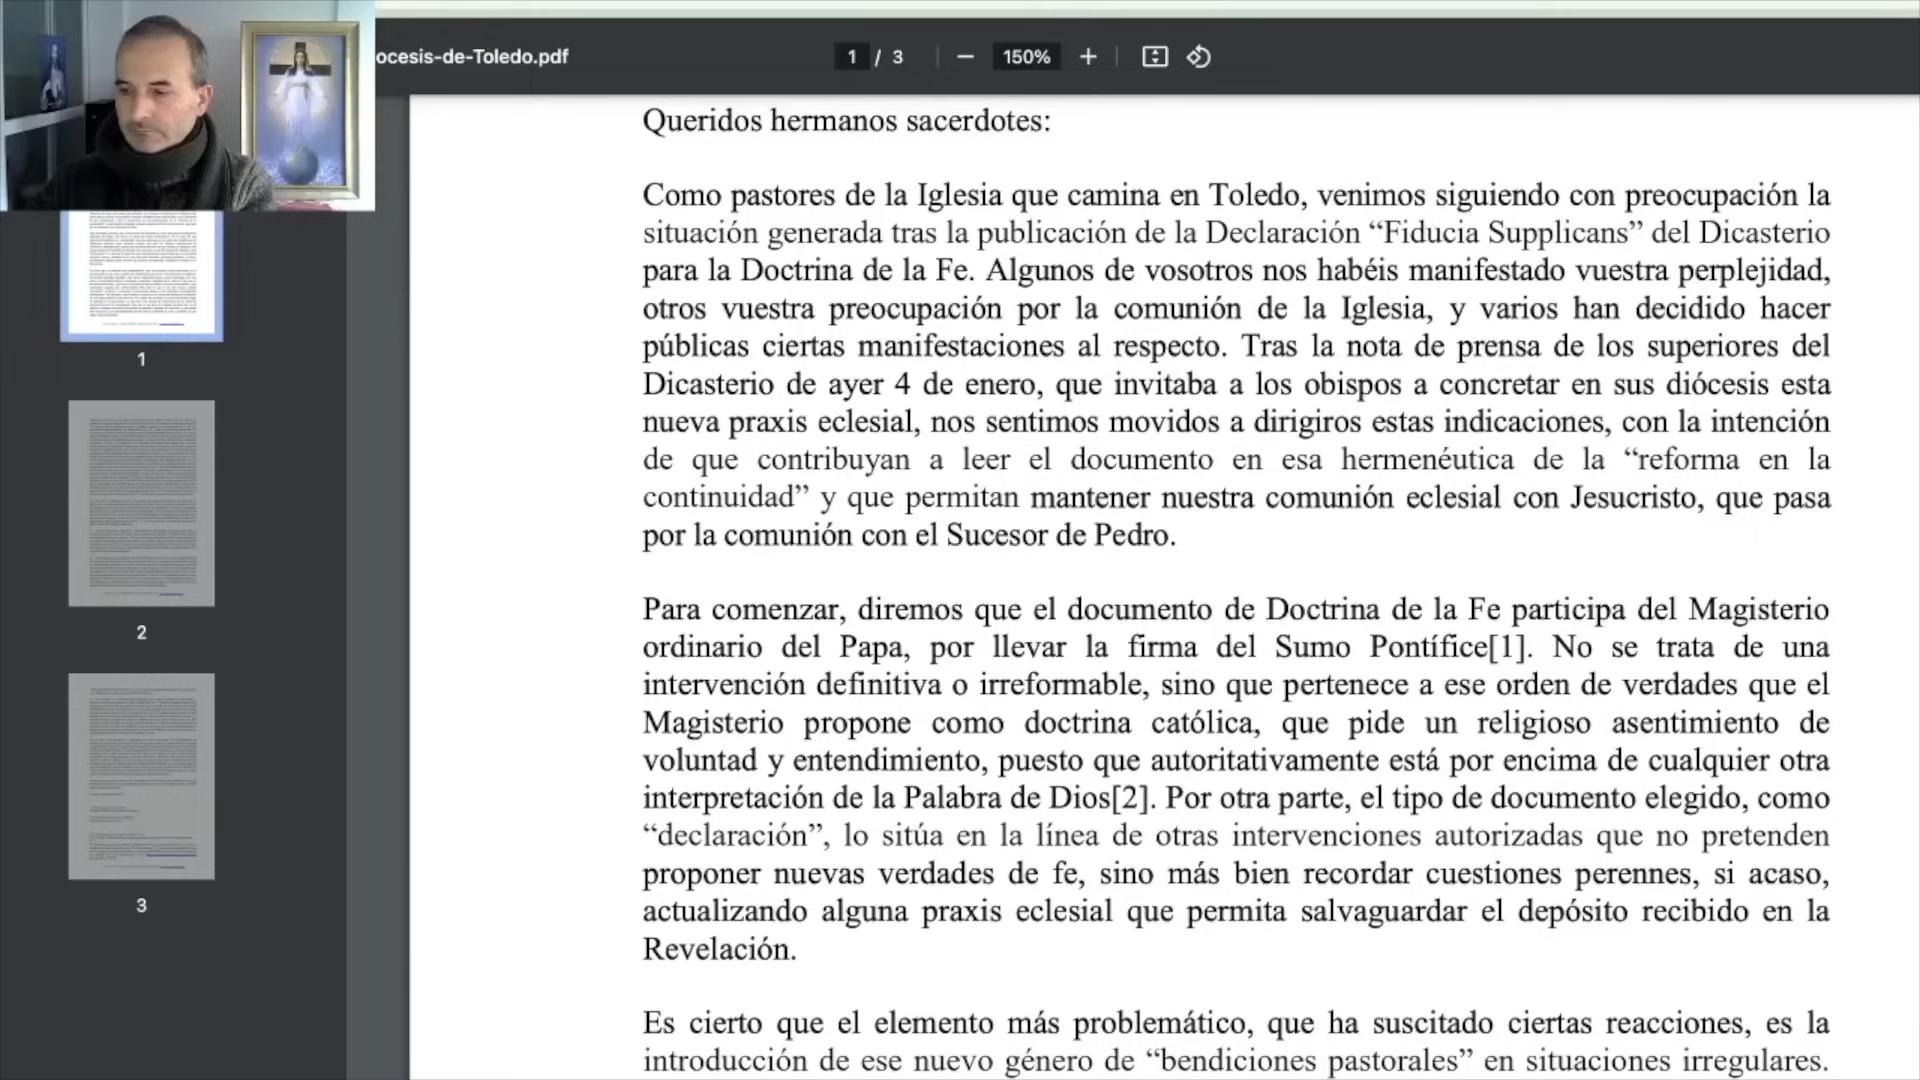 ocesis-de-Toledo.pdf
1 / 3
150%
Queridos hermanos sacerdotes:
Como pastores de la Iglesia que camina en Toledo, venimos siguiendo con preocupación la
situación generada tras la publicación de la Declaración “Fiducia Supplicans” del Dicasterio
para la Doctrina de la Fe. Algunos de vosotros nos habéis manifestado vuestra perplejidad,
otros vuestra preocupación por la comunión de la Iglesia, y varios han decidido hacer
públicas ciertas manifestaciones al respecto. Tras la nota de prensa de los superiores del
Dicasterio de ayer 4 de enero, que invitaba a los obispos a concretar en sus diócesis esta
nueva praxis eclesial, nos sentimos movidos a dirigiros estas indicaciones, con la intención
de que contribuyan a leer el documento en esa hermenéutica de la “reforma en la
continuidad” y que permitan mantener nuestra comunión eclesial con Jesucristo, que pasa
por la comunión con el Sucesor de Pedro.
Para comenzar, diremos que el documento de Doctrina de la Fe participa del Magisterio
ordinario del Papa, por llevar la firma del Sumo Pontífice[1]. No se trata de una
intervención definitiva o irreformable, sino que pertenece a ese orden de verdades que el
Magisterio propone como doctrina católica, que pide un religioso asentimiento de
voluntad y entendimiento, puesto que autoritativamente está por encima de cualquier otra
interpretación de la Palabra de Dios[2]. Por otra parte, el tipo de documento elegido, como
“declaración”, lo sitúa en la línea de otras intervenciones autorizadas que no pretenden
proponer nuevas verdades de fe, sino más bien recordar cuestiones perennes, si acaso,
actualizando alguna praxis eclesial que permita salvaguardar el depósito recibido en la
Revelación.
Es cierto que el elemento más problemático, que ha suscitado ciertas reacciones, es la
introducción de ese nuevo género de “bendiciones pastorales” en situaciones irregulares.
1
2
3